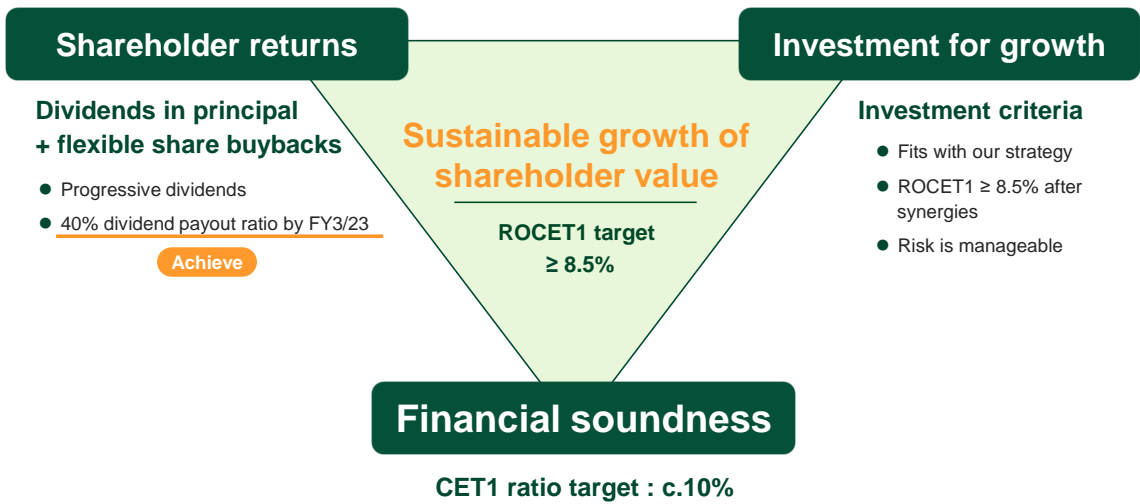 Shareholder returns
Dividends in principal
+ flexible share buybacks
● Progressive dividends
● 40% dividend payout ratio by FY3/23
Achieve
Sustainable growth of
shareholder value
ROCET1 target
≥ 8.5%
Investment for growth
Investment criteria
● Fits with our strategy
● ROCET1 ≥ 8.5% after
synergies
● Risk is manageable
Financial soundness
CET1 ratio target : c.10%